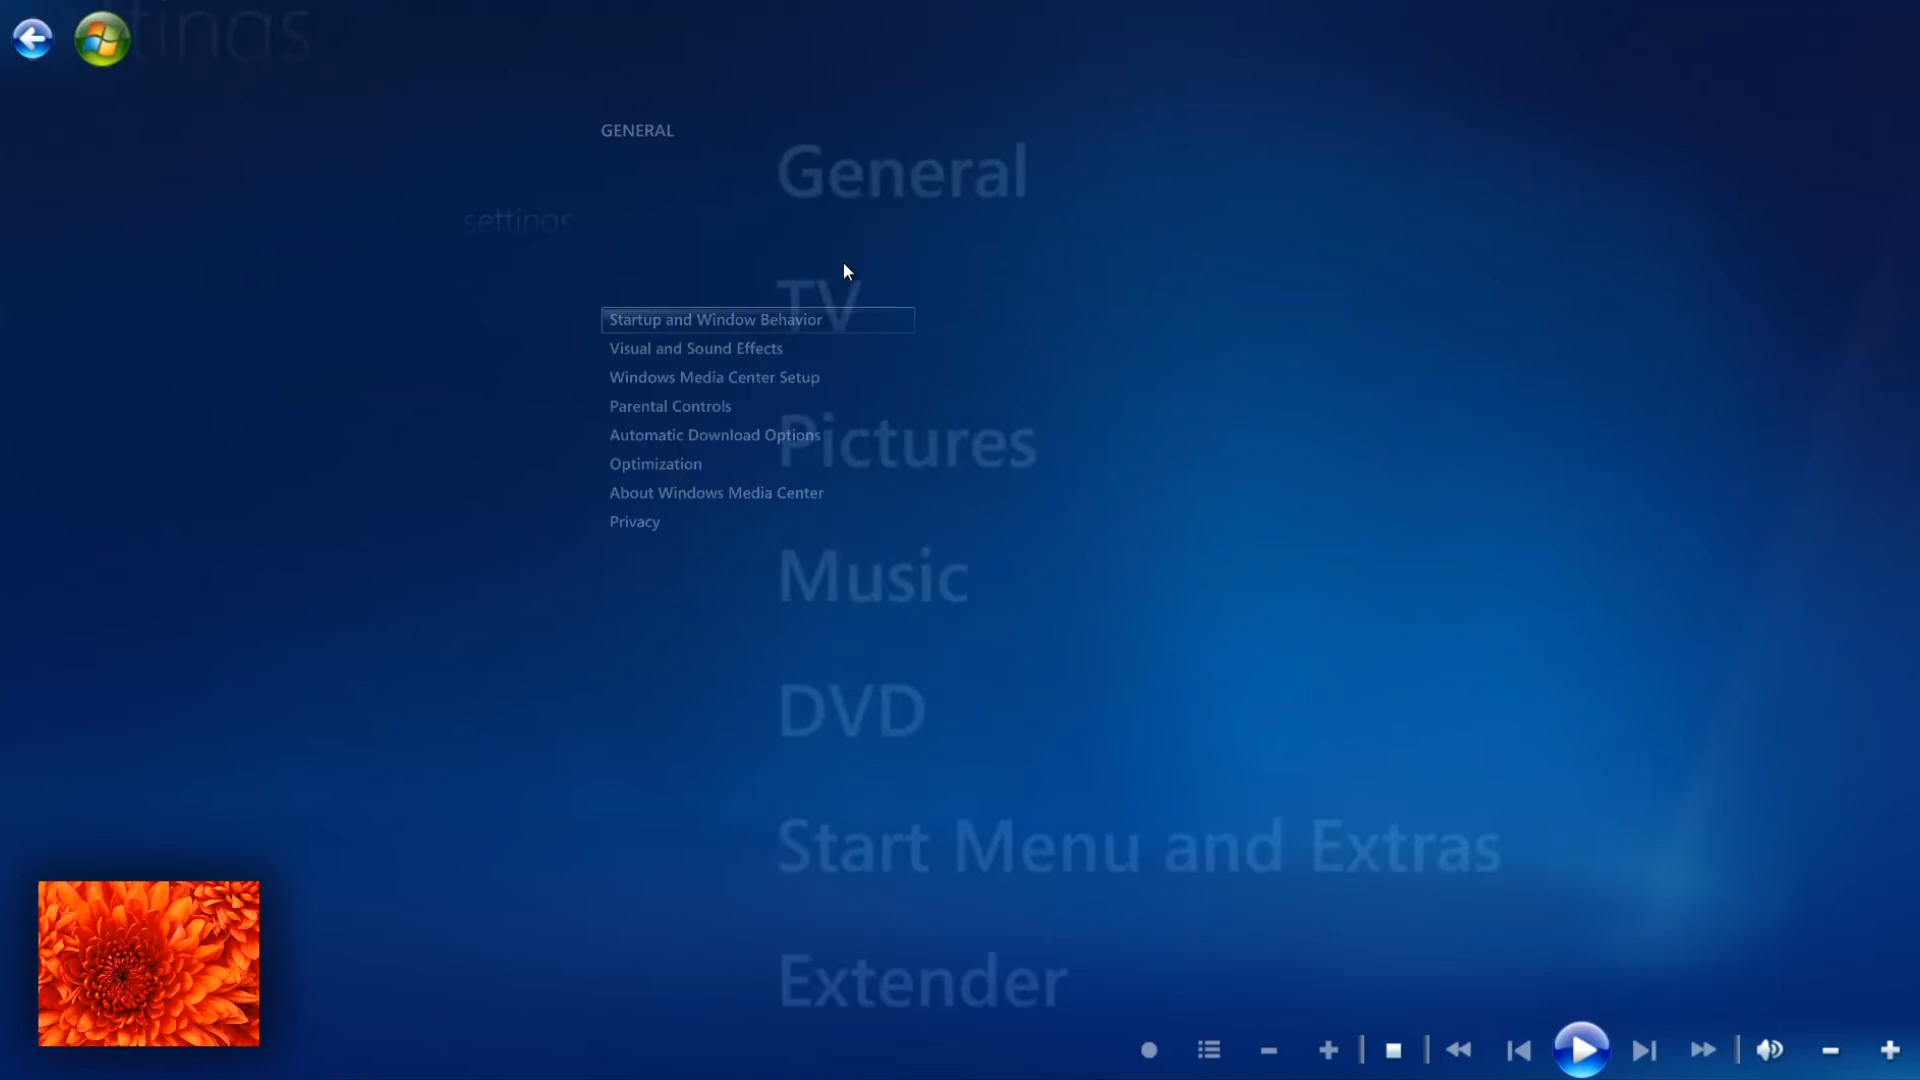 settings
GENERAL
General
settings
TV
Startup and Window Behavior
Visual and Sound Effects
Windows Media Center Setup
Parental Controls
Pictures
Automatic Download Options
Optimization
About Windows Media Center
Privacy
Music
DVD
Start Menu and Extras
Extender